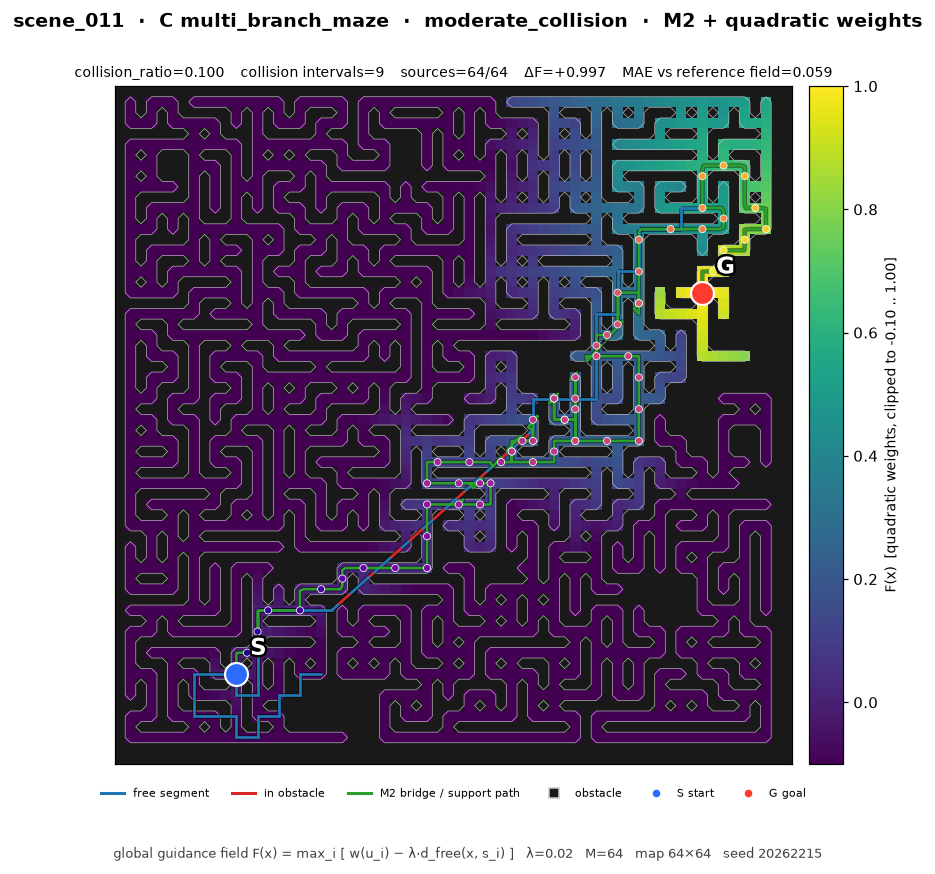 scene_011 · C multi_branch_maze · moderate_collision · M2 + quadratic weights
collision_ratio=0.100 collision intervals=9 sources=64/64 ΔF=+0.997 MAE vs reference field=0.059
1.0
0.8
0.6
0.4
0.2
0.0
F(x) [quadratic weights, clipped to -0.10 .. 1.00]
G
S
free segment in obstacle M2 bridge / support path obstacle S start G goal
global guidance field F(x) = max_i [ w(u_i) − λ·d_free(x, s_i) ] λ=0.02 M=64 map 64×64 seed 20262215